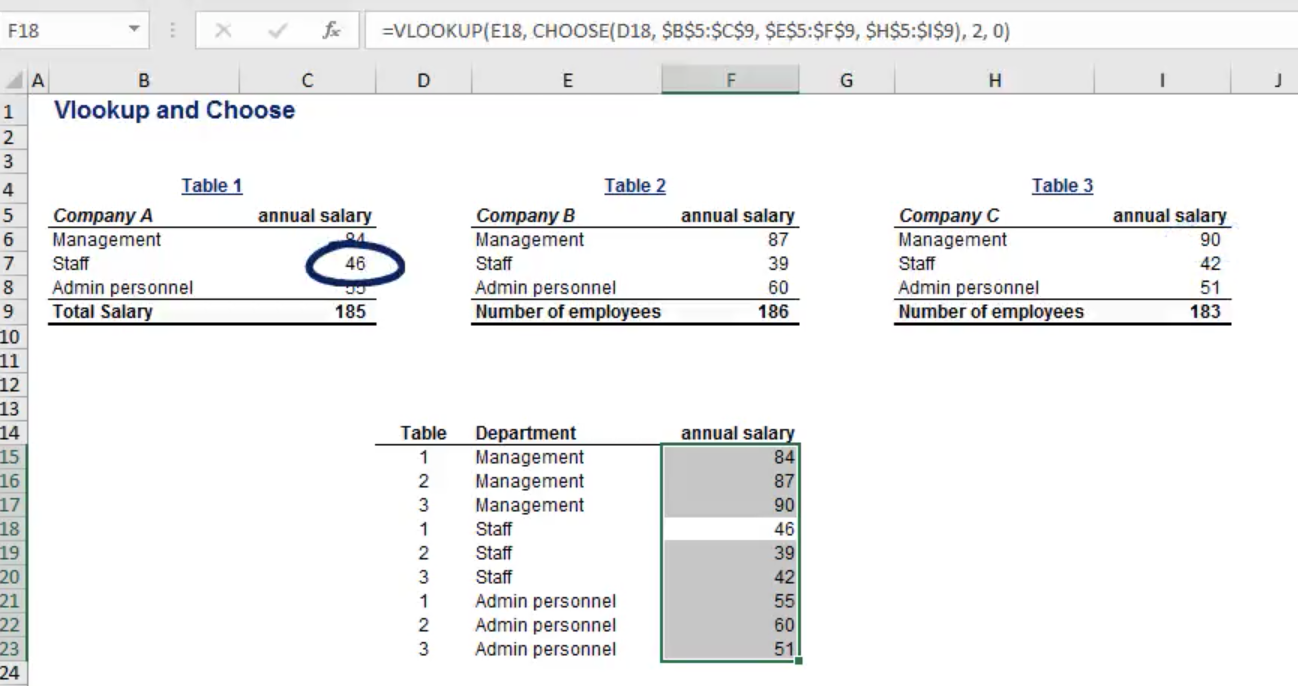 F18 fx =VLOOKUP(E18, CHOOSE(D18, $B$5:$C$9, $E$5:$F$9, $H$5:$I$9), 2, 0)
A B C D E F G H I J
1 Vlookup and Choose
2
3
4 Table 1 Table 2 Table 3
5 Company A annual salary Company B annual salary Company C annual salary
6 Management 84 Management 87 Management 90
7 Staff 46 Staff 39 Staff 42
8 Admin personnel 55 Admin personnel 60 Admin personnel 51
9 Total Salary 185 Number of employees 186 Number of employees 183
10
11
12
13
14 Table Department annual salary
15 1 Management 84
16 2 Management 87
17 3 Management 90
18 1 Staff 46
19 2 Staff 39
20 3 Staff 42
21 1 Admin personnel 55
22 2 Admin personnel 60
23 3 Admin personnel 51
24